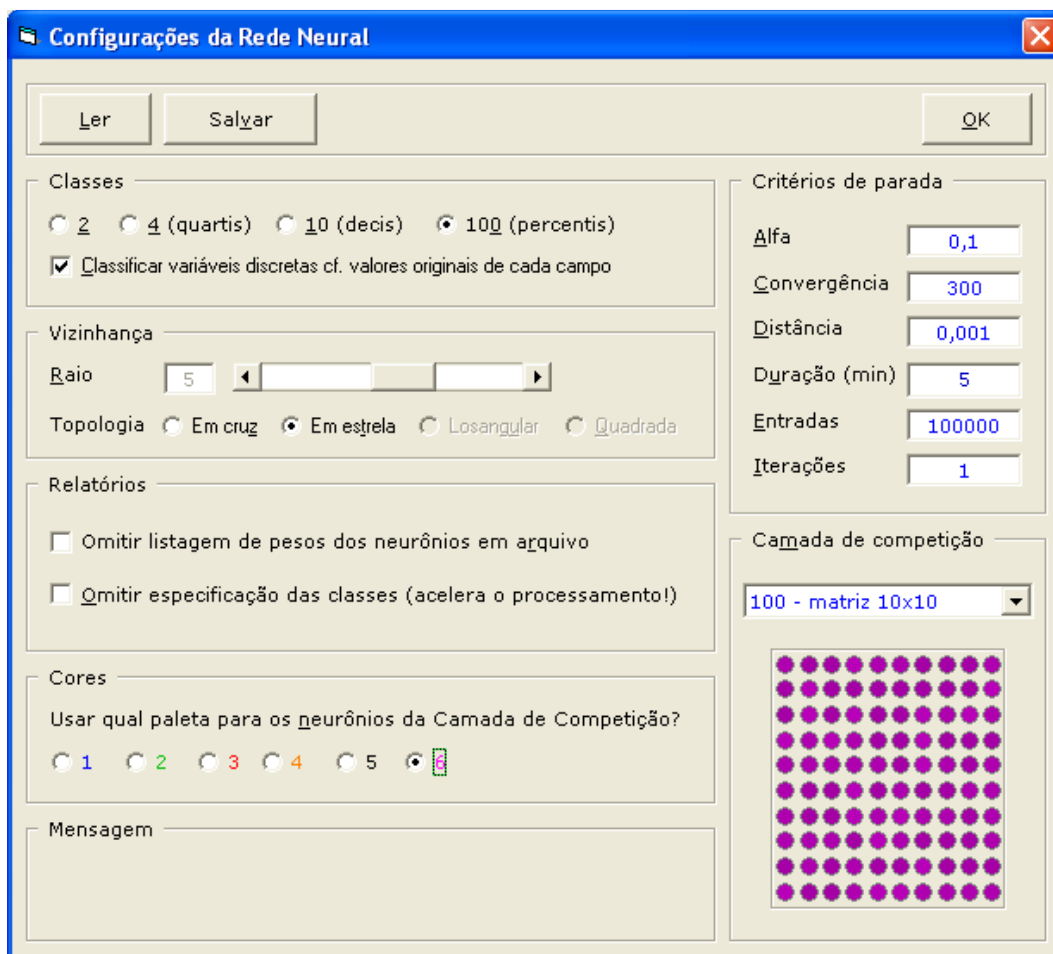 Configurações da Rede Neural
Ler Salvar OK
Classes
2 4 (quartis) 10 (decis) 100 (percentis)
Classificar variáveis discretas cf. valores originais de cada campo
Vizinhança
Raio 5
Topologia Em cruz Em estrela Losangular Quadrada
Relatórios
Omitir listagem de pesos dos neurônios em arquivo
Omitir especificação das classes (acelera o processamento!)
Cores
Usar qual paleta para os neurônios da Camada de Competição?
1 2 3 4 5 6
Mensagem
Critérios de parada
Alfa 0,1
Convergência 300
Distância 0,001
Duração (min) 5
Entradas 100000
Iterações 1
Camada de competição
100 - matriz 10x10